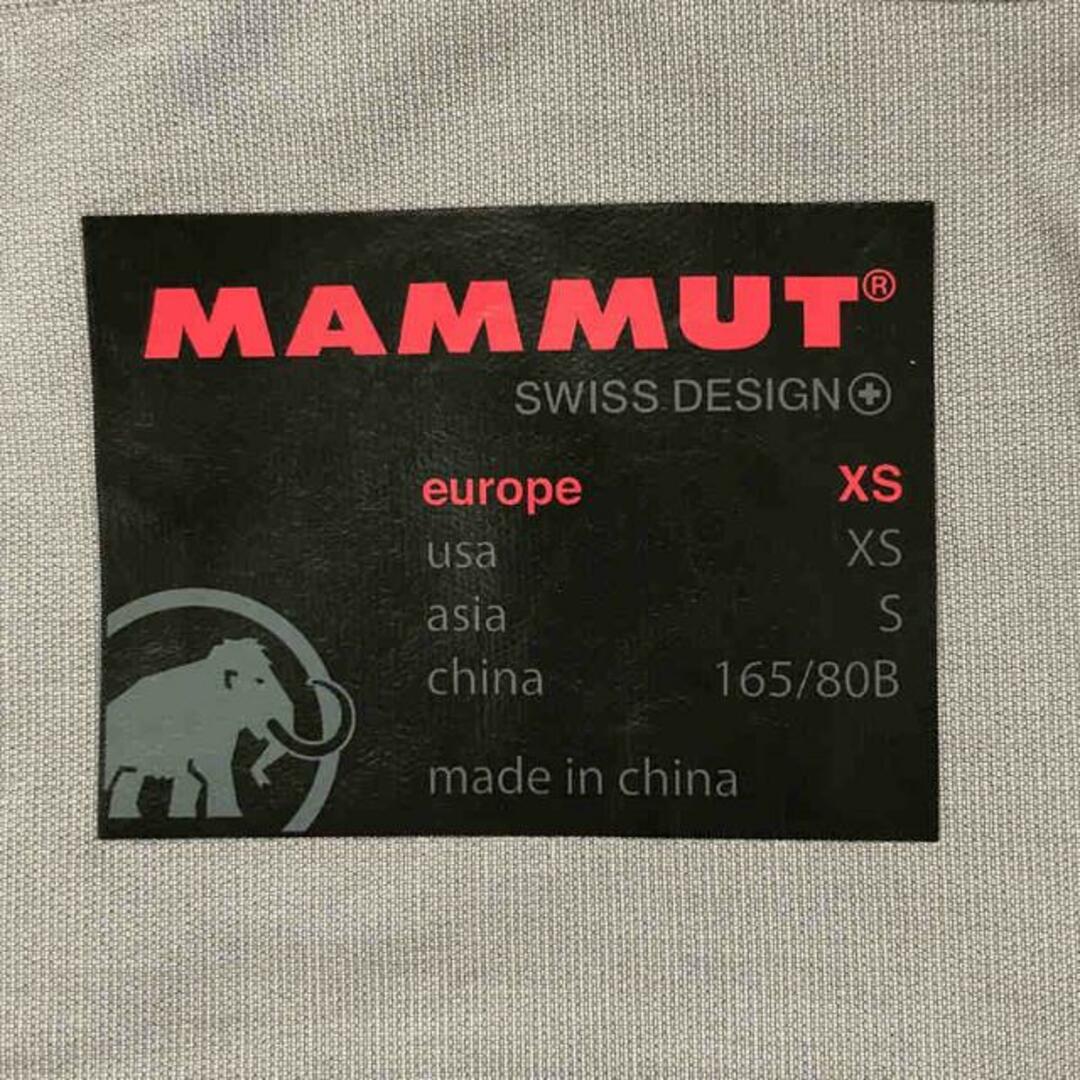 MAMMUT®
SWISS DESIGN
europe XS
usa XS
asia S
china 165/80B
made in china